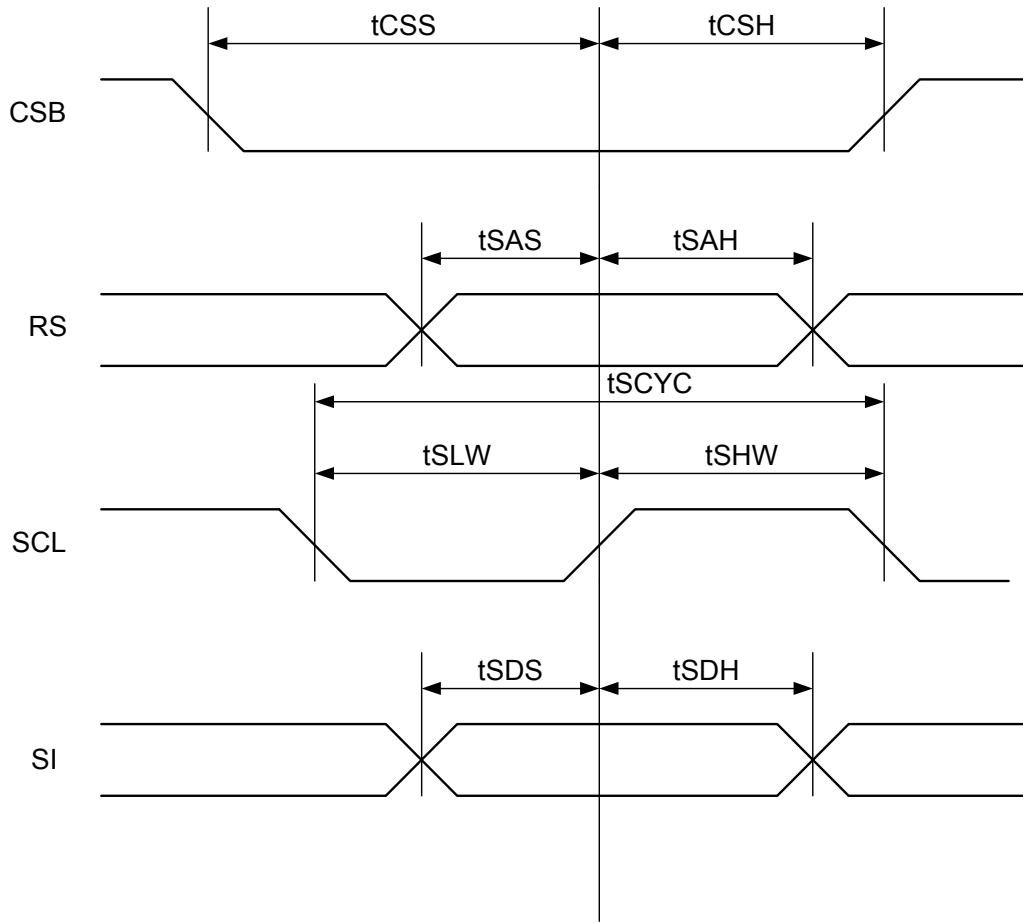 tCSS tCSH
CSB
tSAS tSAH
RS
tSCYC
tSLW tSHW
SCL
tSDS tSDH
SI